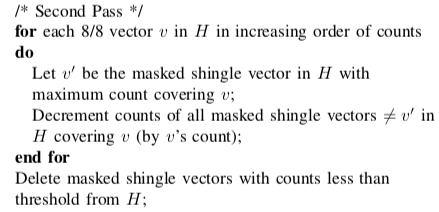 /* Second Pass */
for each 8/8 vector v in H in increasing order of counts
do
Let v′ be the masked shingle vector in H with
maximum count covering v;
Decrement counts of all masked shingle vectors ≠ v′ in
H covering v (by v's count);
end for
Delete masked shingle vectors with counts less than
threshold from H;